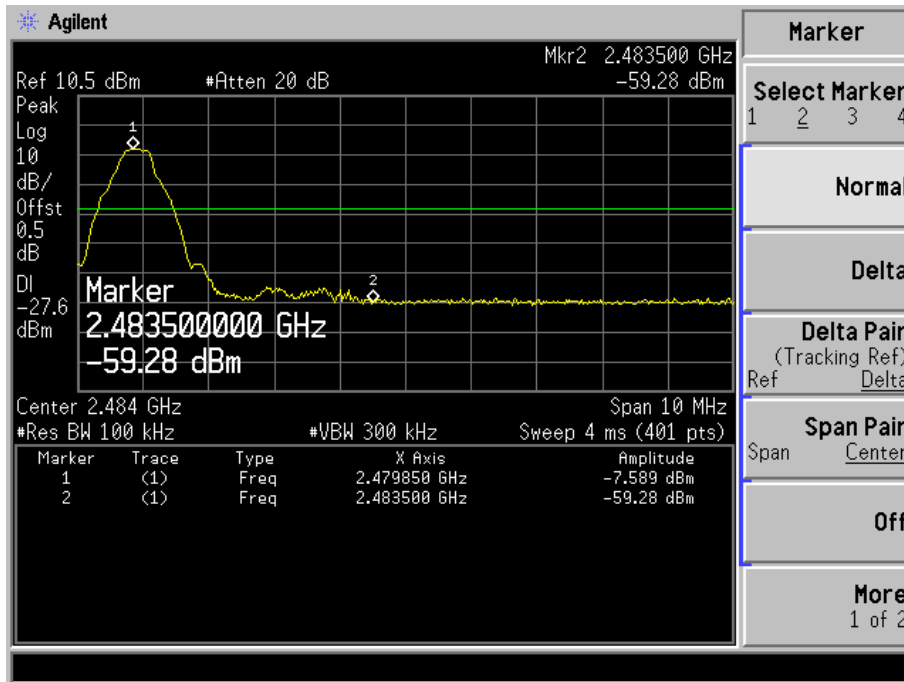 Agilent
Mkr2 2.483500 GHz
Ref 10.5 dBm #Atten 20 dB -59.28 dBm
Peak
Log
10
dB/
Offst
0.5
dB
DI
-27.6
dBm
1
2
Marker
2.483500000 GHz
-59.28 dBm
Center 2.484 GHz Span 10 MHz
#Res BW 100 kHz #VBW 300 kHz Sweep 4 ms (401 pts)
Marker Trace Type X Axis Amplitude
1 (1) Freq 2.479850 GHz -7.589 dBm
2 (1) Freq 2.483500 GHz -59.28 dBm
Marker
Select Marker
1 2 3 4
Normal
Delta
Delta Pair
(Tracking Ref)
Ref Delta
Span Pair
Span Center
Off
More
1 of 2